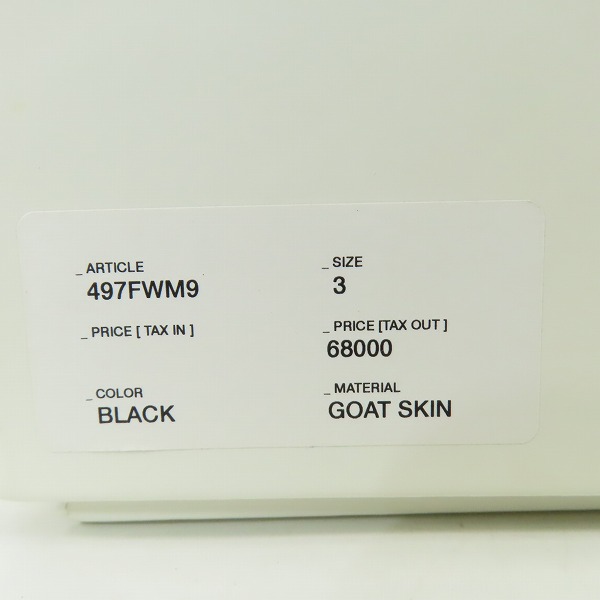 _ ARTICLE
497FWM9
_ SIZE
3
_ PRICE [ TAX IN ]
_ PRICE [TAX OUT ]
68000
_ COLOR
BLACK
_ MATERIAL
GOAT SKIN